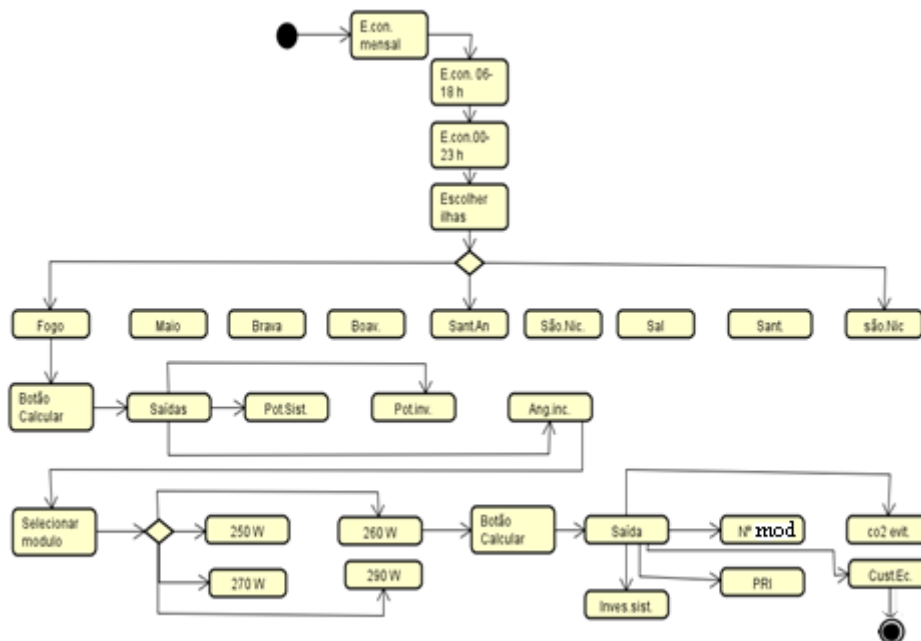 E.con.
mensal
E.con. 06-
18 h
E.con.00-
23 h
Escolher
ilhas
Fogo
Maio
Brava
Boav.
Sant.An
São.Nic.
Sal
Sant.
são.Nic
Botão
Calcular
Saídas
Pot.Sist.
Pot.inv.
Ang.inc.
Selecionar
modulo
250 W
260 W
270 W
290 W
Botão
Calcular
Saída
Nº mod
co2 evit.
PRI
Cust.Ec.
Inves.sist.